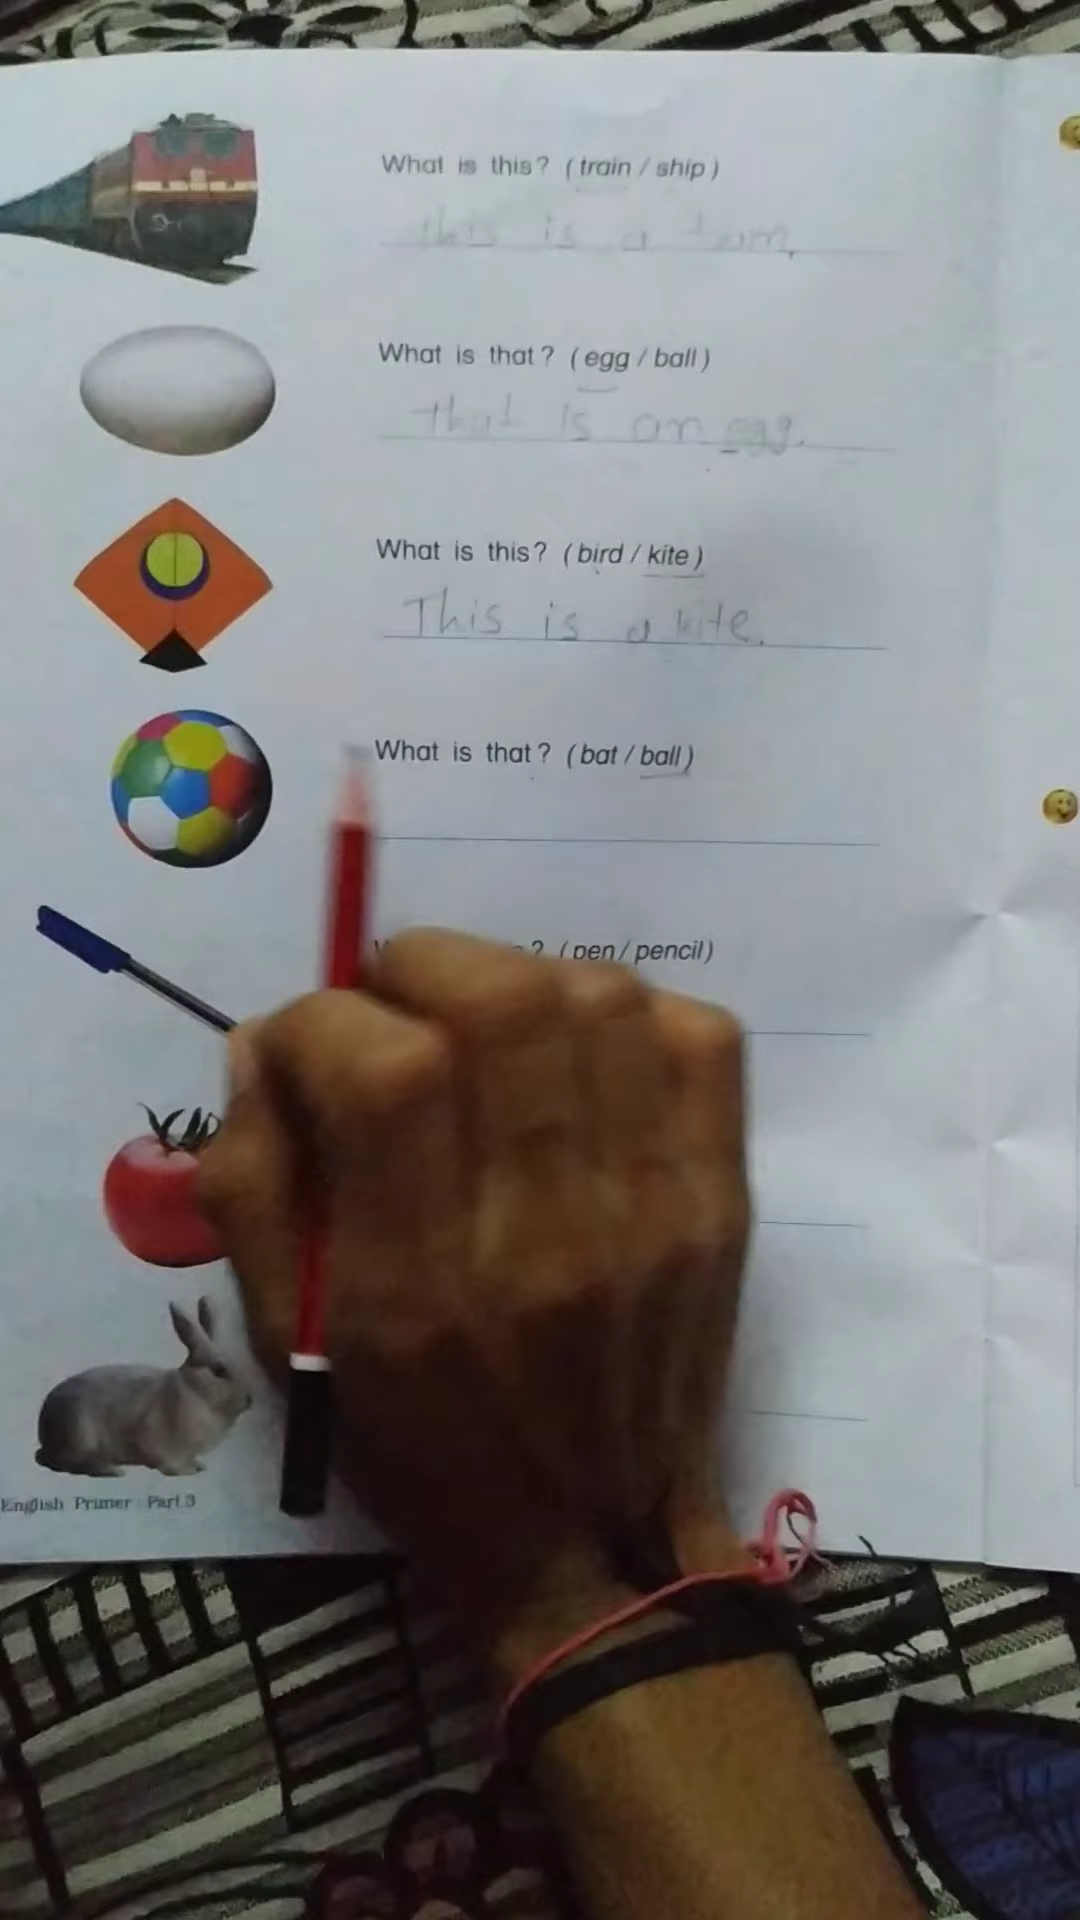 What is this? (train / ship)
this is a train.
What is that? (egg / ball)
that is an egg.
What is this? (bird / kite)
This is a kite.
What is that? (bat / ball)
? (pen / pencil)
English Primer : Part 3